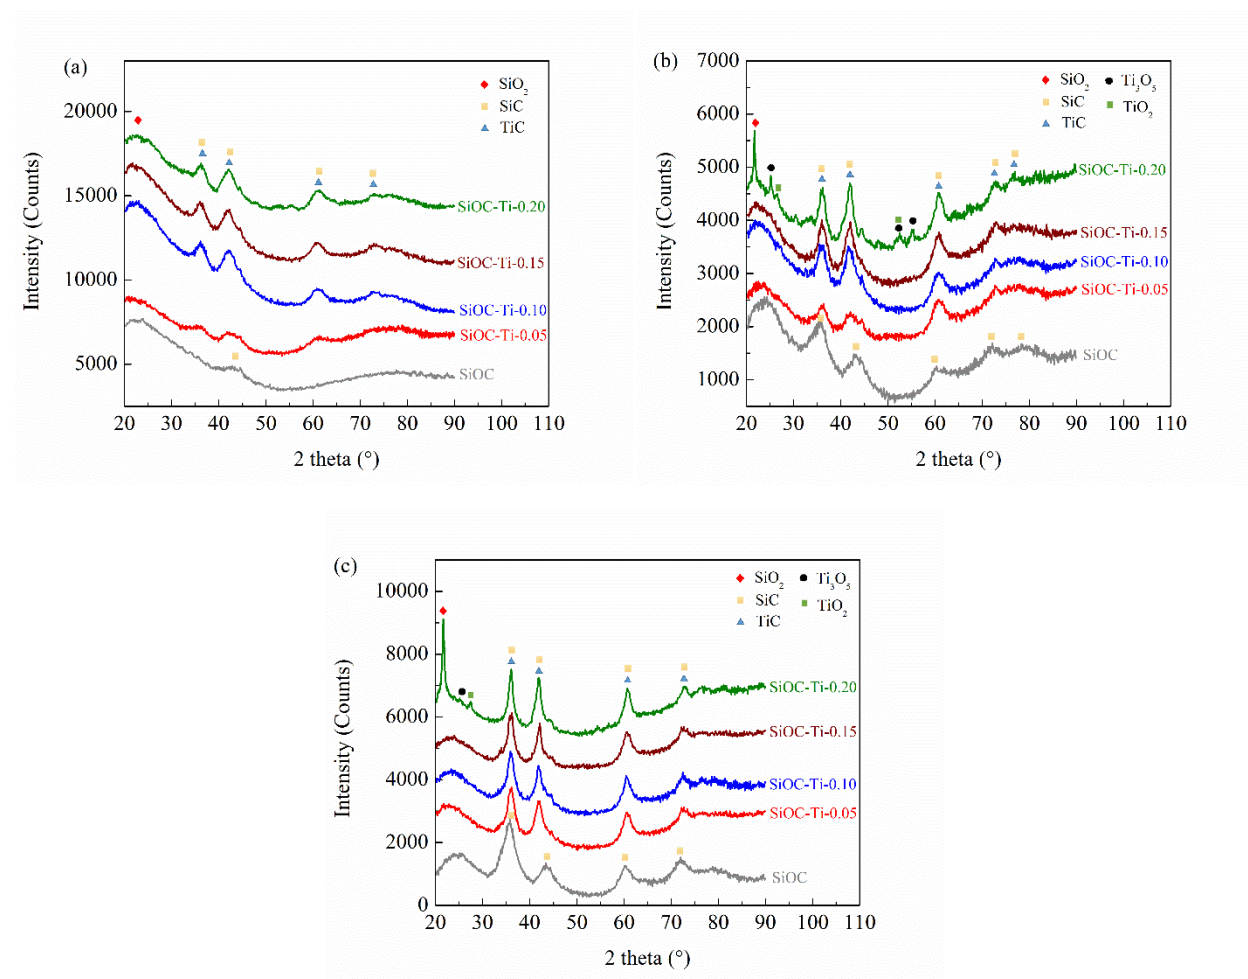 (a)
SiO2
SiC
TiC
20000
15000
10000
5000
SiOC-Ti-0.20
SiOC-Ti-0.15
SiOC-Ti-0.10
SiOC-Ti-0.05
SiOC
20 30 40 50 60 70 80 90 100 110
2 theta (°)
Intensity (Counts)
(b)
SiO2 Ti3O5
SiC TiO2
TiC
7000
6000
5000
4000
3000
2000
1000
SiOC-Ti-0.20
SiOC-Ti-0.15
SiOC-Ti-0.10
SiOC-Ti-0.05
SiOC
20 30 40 50 60 70 80 90 100 110
2 theta (°)
Intensity (Counts)
(c)
SiO2 Ti3O5
SiC TiO2
TiC
10000
8000
6000
4000
2000
0
SiOC-Ti-0.20
SiOC-Ti-0.15
SiOC-Ti-0.10
SiOC-Ti-0.05
SiOC
20 30 40 50 60 70 80 90 100 110
2 theta (°)
Intensity (Counts)